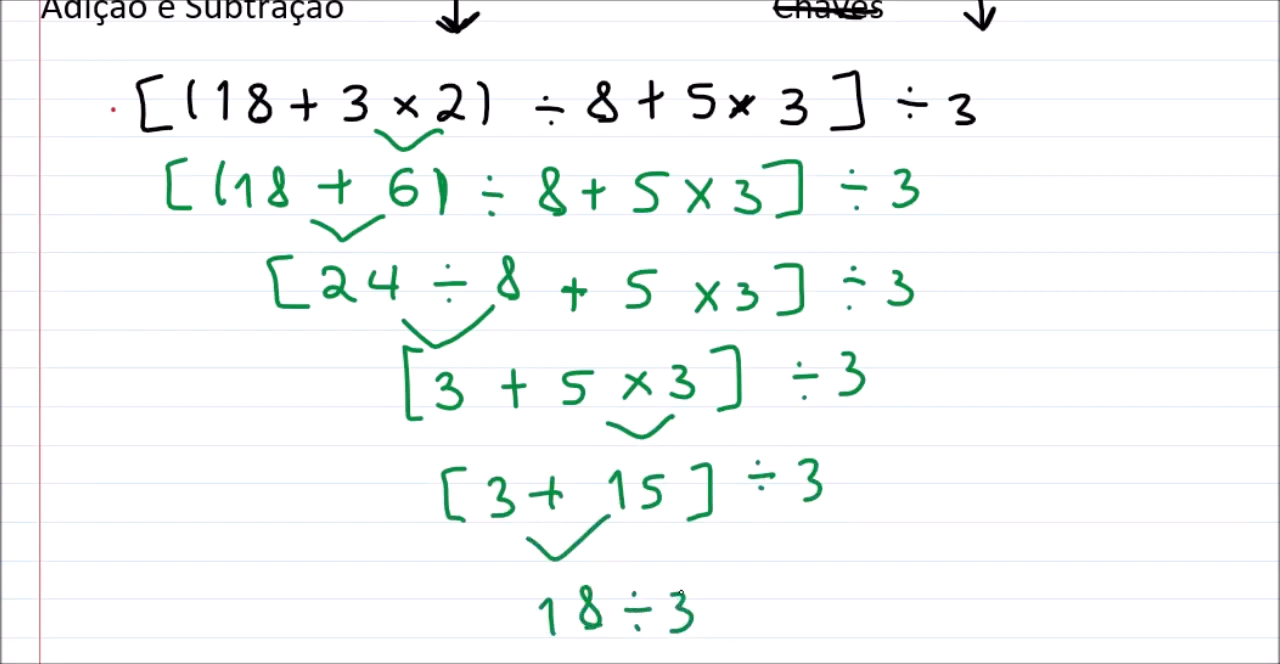 Adição e Subtração
Chaves
[(18 + 3 × 2) ÷ 8 + 5 × 3] ÷ 3
[(18 + 6) ÷ 8 + 5 × 3] ÷ 3
[24 ÷ 8 + 5 × 3] ÷ 3
[3 + 5 × 3] ÷ 3
[3 + 15] ÷ 3
18 ÷ 3